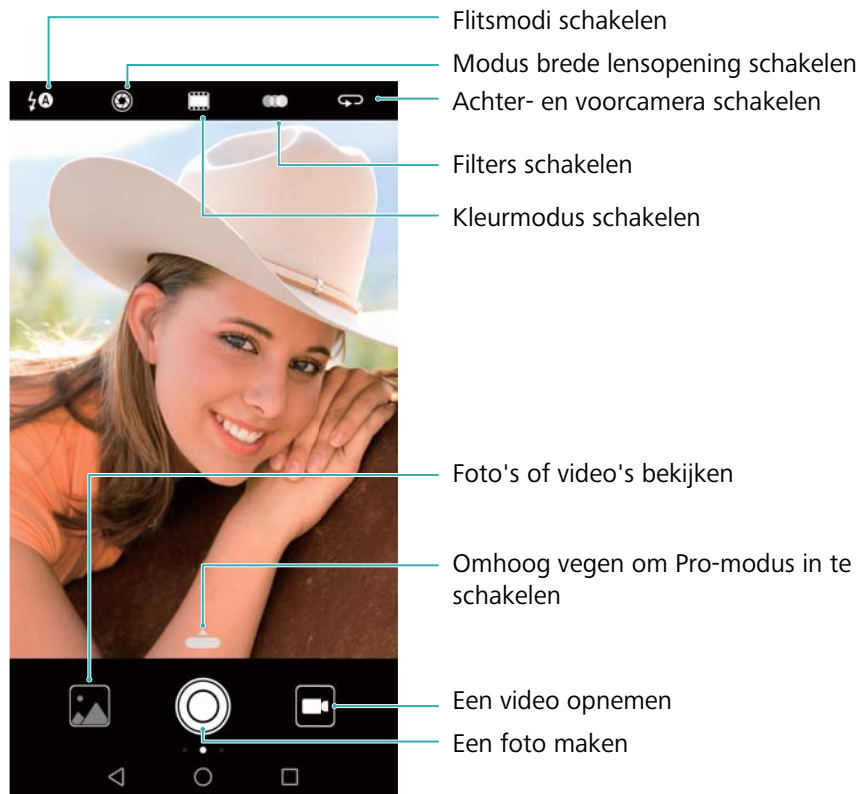 Flitsmodi schakelen
Modus brede lensopening schakelen
Achter- en voorcamera schakelen
Filters schakelen
Kleurmodus schakelen
Foto's of video's bekijken
Omhoog vegen om Pro-modus in te
schakelen
Een video opnemen
Een foto maken
A